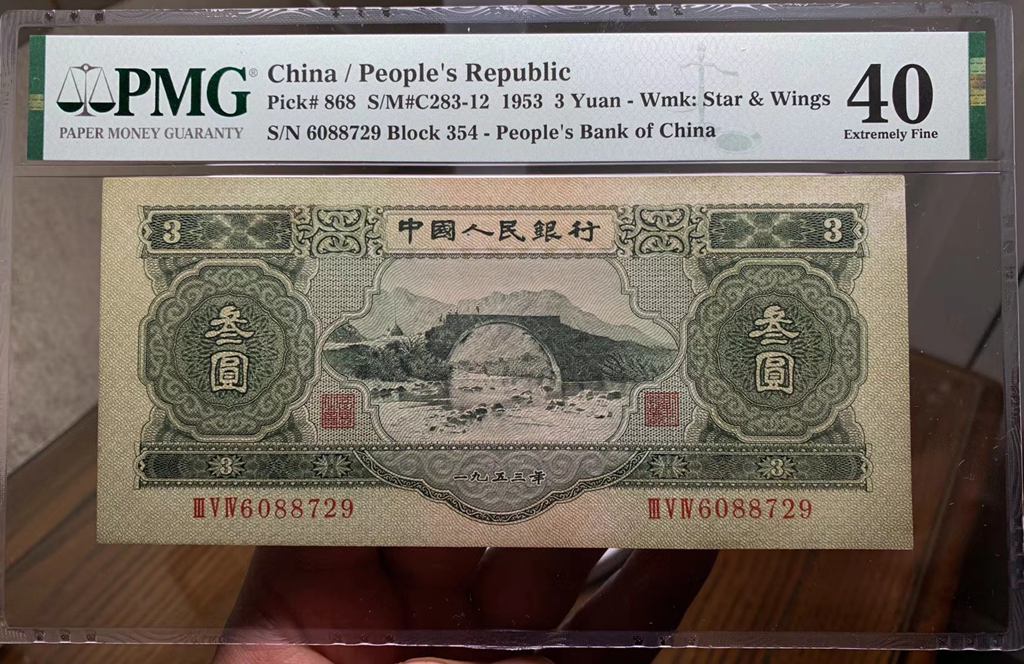 PMG®
PAPER MONEY GUARANTY
China / People's Republic
Pick# 868 S/M#C283-12 1953 3 Yuan - Wmk: Star & Wings
S/N 6088729 Block 354 - People's Bank of China
40
Extremely Fine
3
中國人民銀行
3
叁圓
叁圓
3
一九五三年
3
ⅢⅤⅣ6088729
ⅢⅤⅣ6088729